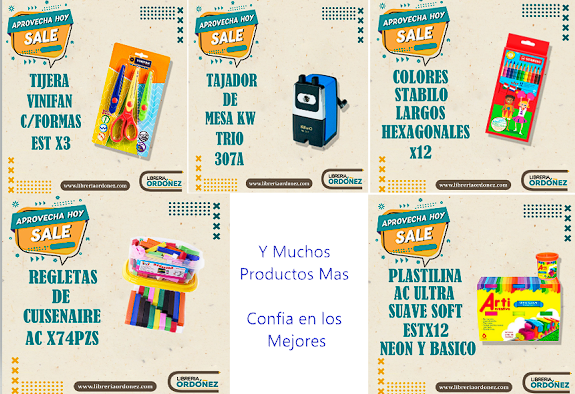 APROVECHA HOY
SALE
TIJERA
VINIFAN
C/FORMAS
EST X3
www.libreriaordonez.com
LIBRERIA
ORDOÑEZ
APROVECHA HOY
SALE
TAJADOR
DE
MESA KW
TRIO
307A
www.libreriaordonez.com
LIBRERIA
ORDOÑEZ
APROVECHA HOY
SALE
COLORES
STABILO
LARGOS
HEXAGONALES
x12
www.libreriaordonez.com
LIBRERIA
ORDOÑEZ
APROVECHA HOY
SALE
REGLETAS
DE
CUISENAIRE
AC X74PZS
www.libreriaordonez.com
LIBRERIA
ORDOÑEZ
Y Muchos
Productos Mas
Confia en los
Mejores
APROVECHA HOY
SALE
PLASTILINA
AC ULTRA
SUAVE SOFT
ESTX12
NEON Y BASICO
Arti
www.libreriaordonez.com
LIBRERIA
ORDOÑEZ